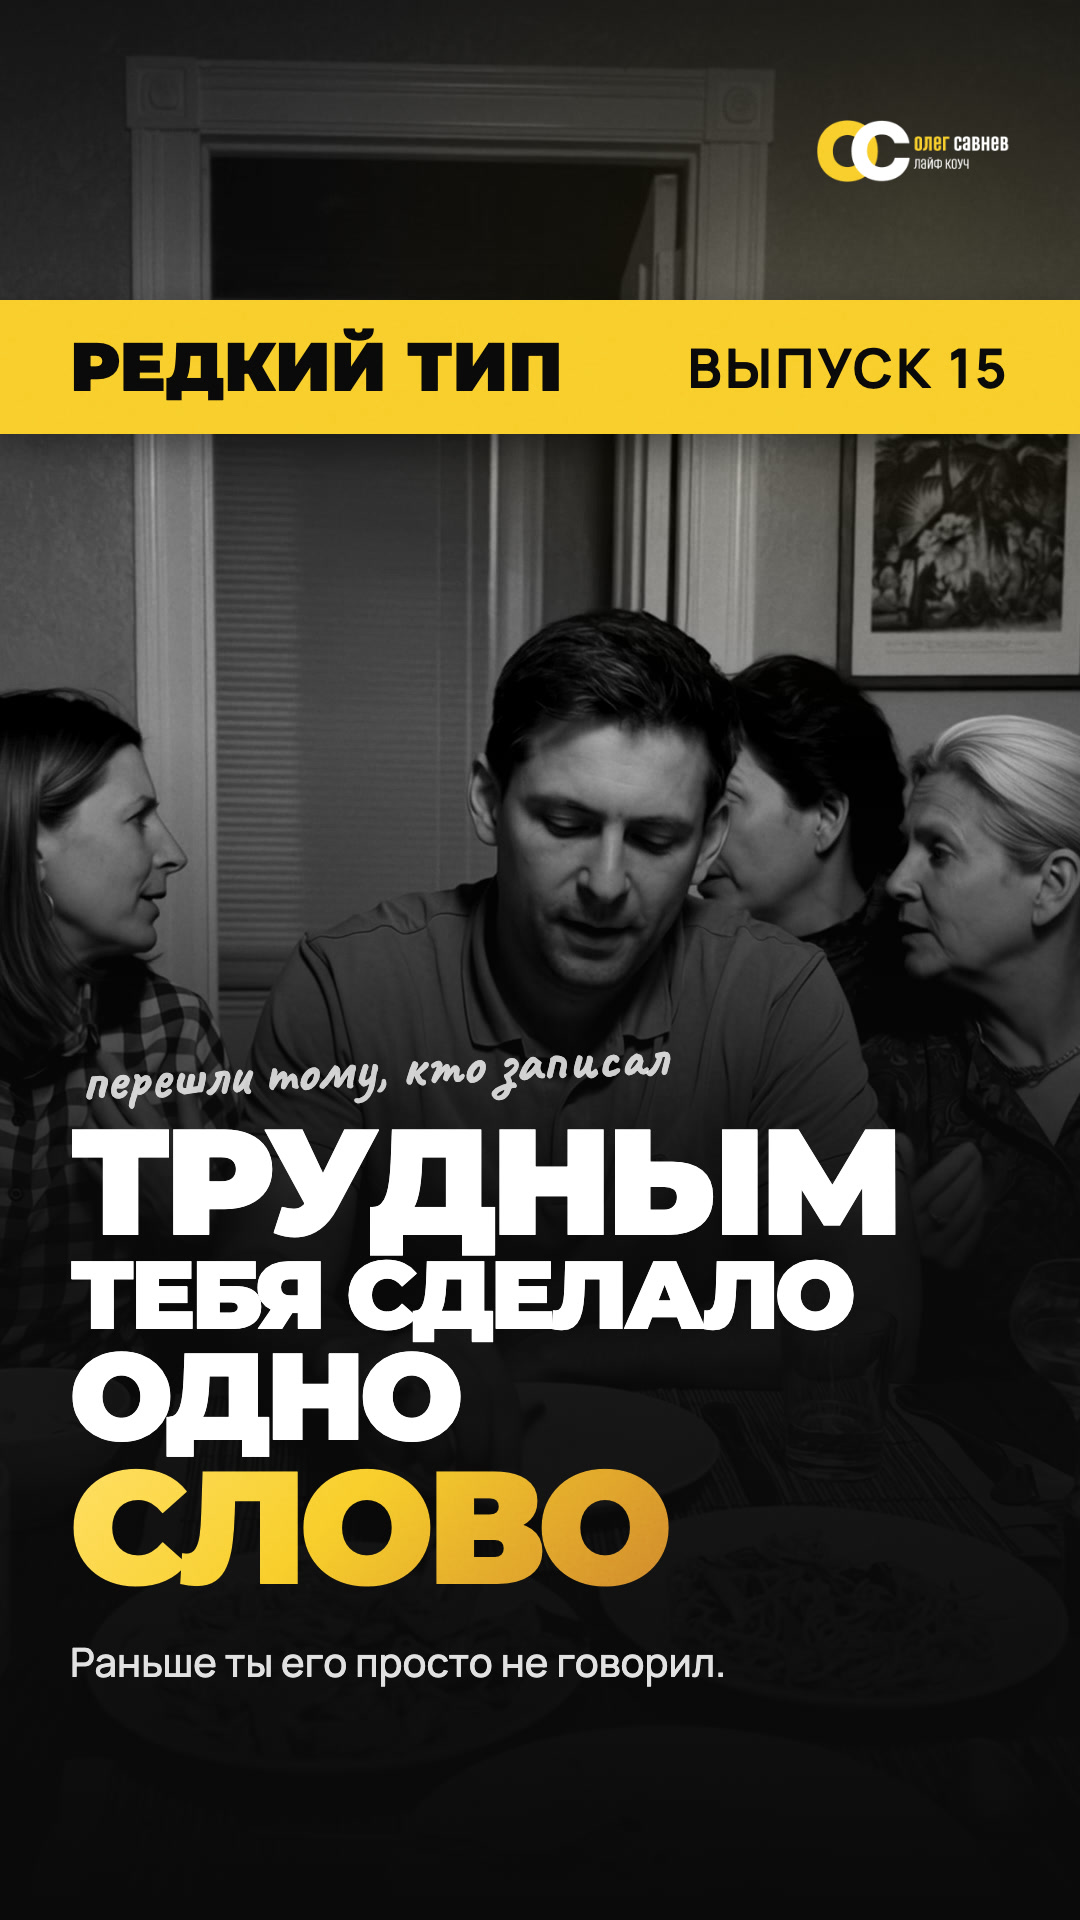 ОС
ОЛЕГ САВНЕВ
ЛАЙФ КОУЧ
РЕДКИЙ ТИП ВЫПУСК 15
перешли тому, кто записал
ТРУДНЫМ
ТЕБЯ СДЕЛАЛО
ОДНО
СЛОВО
Раньше ты его просто не говорил.